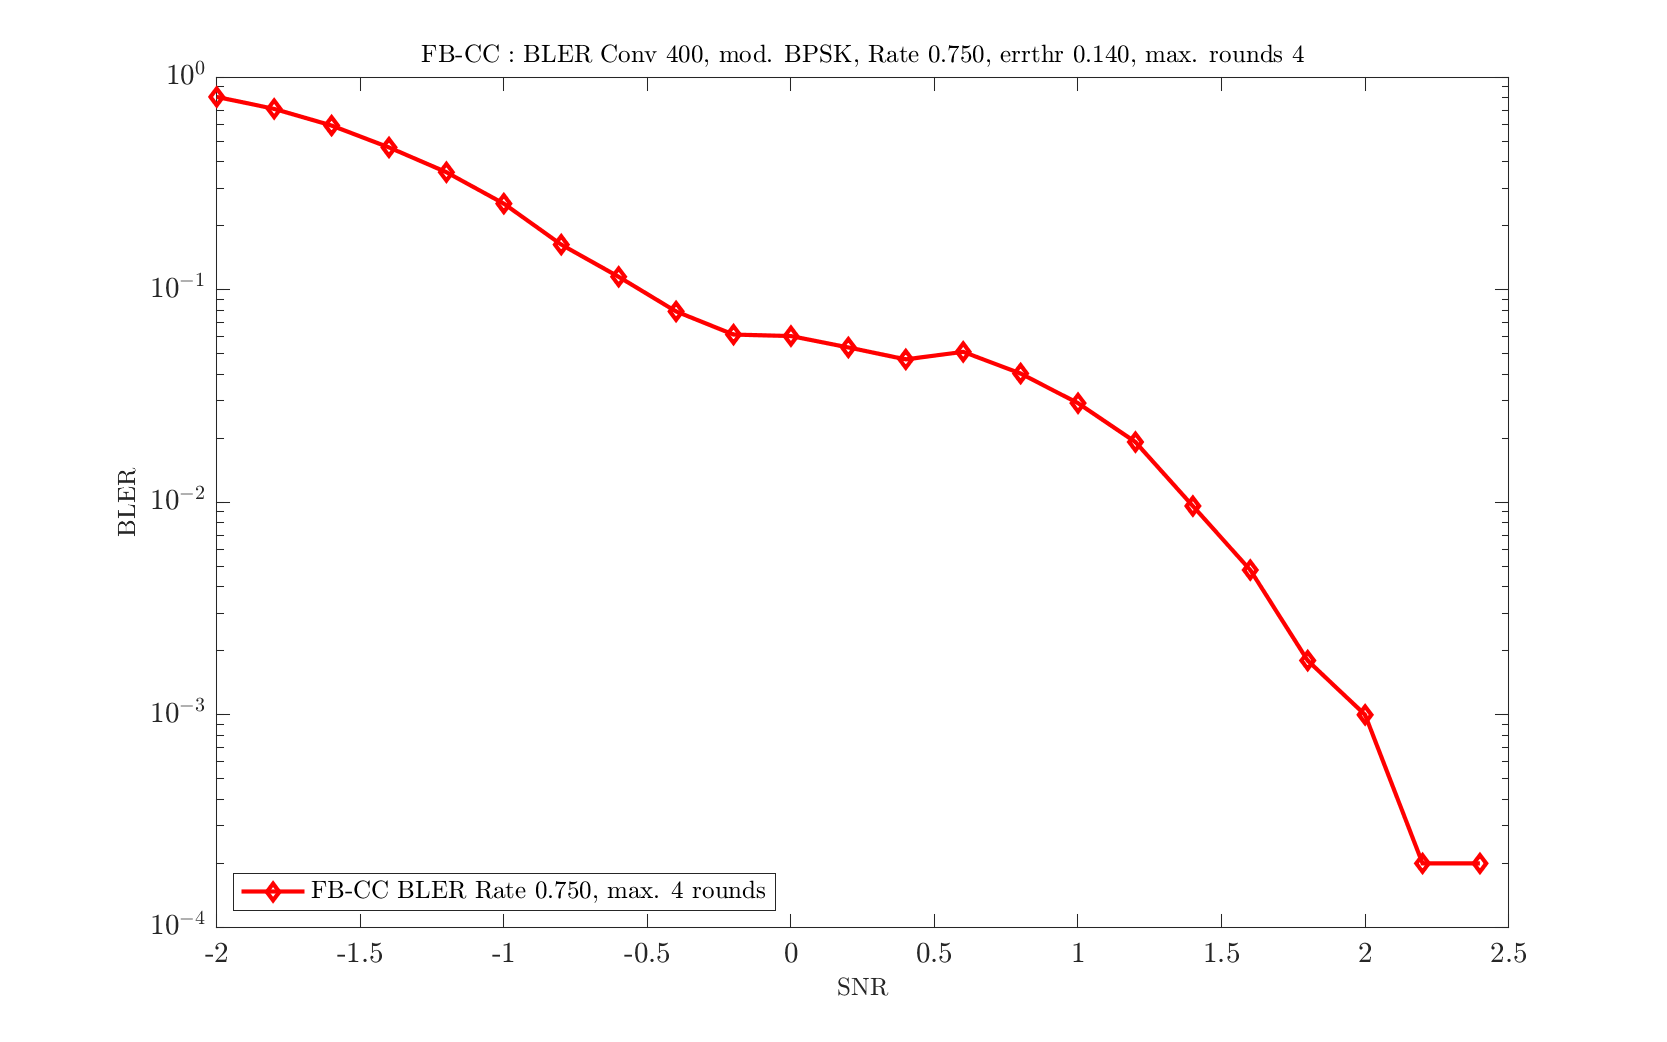 FB-CC : BLER Conv 400, mod. BPSK, Rate 0.750, errthr 0.140, max. rounds 4
10⁰
10⁻¹
10⁻²
10⁻³
10⁻⁴
BLER
FB-CC BLER Rate 0.750, max. 4 rounds
-2 -1.5 -1 -0.5 0 0.5 1 1.5 2 2.5
SNR